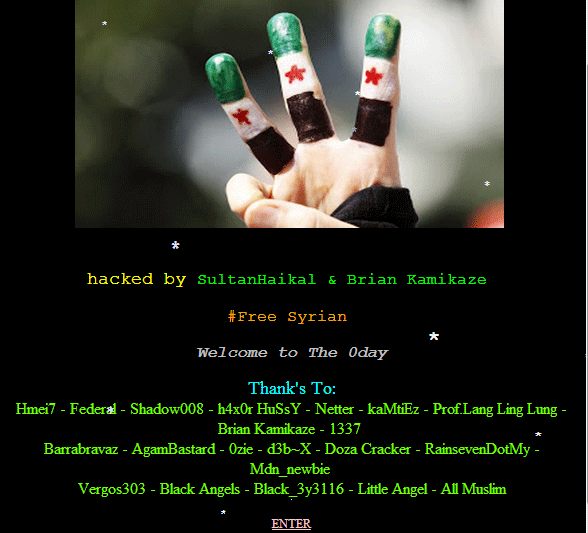 hacked by SultanHaikal & Brian Kamikaze
#Free Syrian
Welcome to The 0day
Thank's To:
Hmei7 - Federal - Shadow008 - h4x0r HuSsY - Netter - kaMtiEz - Prof.Lang Ling Lung -
Brian Kamikaze - 1337
Barrabravaz - AgamBastard - 0zie - d3b~X - Doza Cracker - RainsevenDotMy -
Mdn_newbie
Vergos303 - Black Angels - Black_3y3116 - Little Angel - All Muslim
ENTER